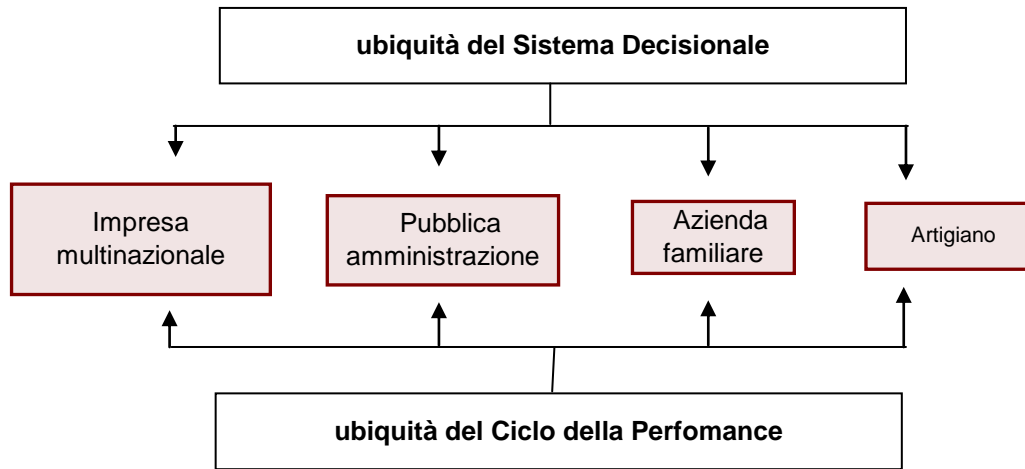 ubiquità del Sistema Decisionale
Impresa
multinazionale
Pubblica
amministrazione
Azienda
familiare
Artigiano
ubiquità del Ciclo della Perfomance